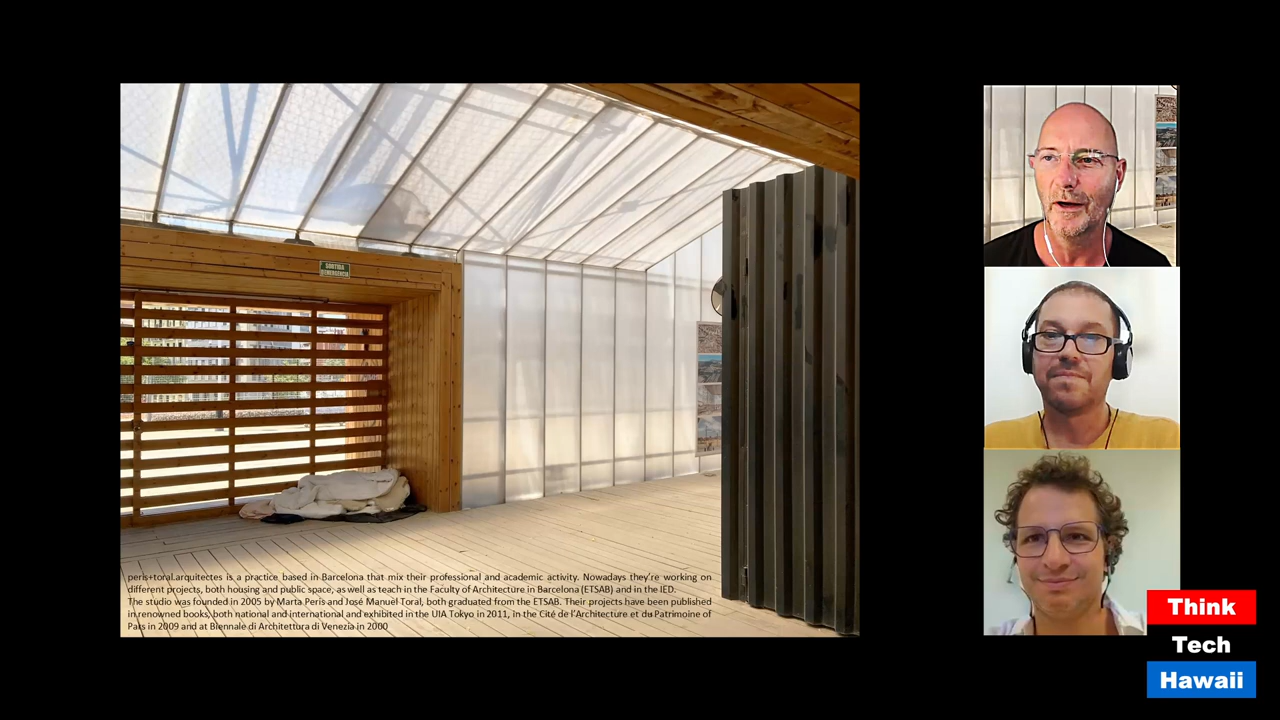 SORTIDA
D'EMERGÈNCIA
peris+toral.arquitectes is a practice based in Barcelona that mix their professional and academic activity. Nowadays they're working on
different projects, both housing and public space, as well as teach in the Faculty of Architecture in Barcelona (ETSAB) and in the IED.
The studio was founded in 2005 by Marta Peris and José Manuel Toral, both graduated from the ETSAB. Their projects have been published
in renowned books, both national and international and exhibited in the UIA Tokyo in 2011, in the Cité de l'Architecture et du Patrimoine of
Pars in 2009 and at Biennale di Architettura di Venezia in 2000
Think
Tech
Hawaii